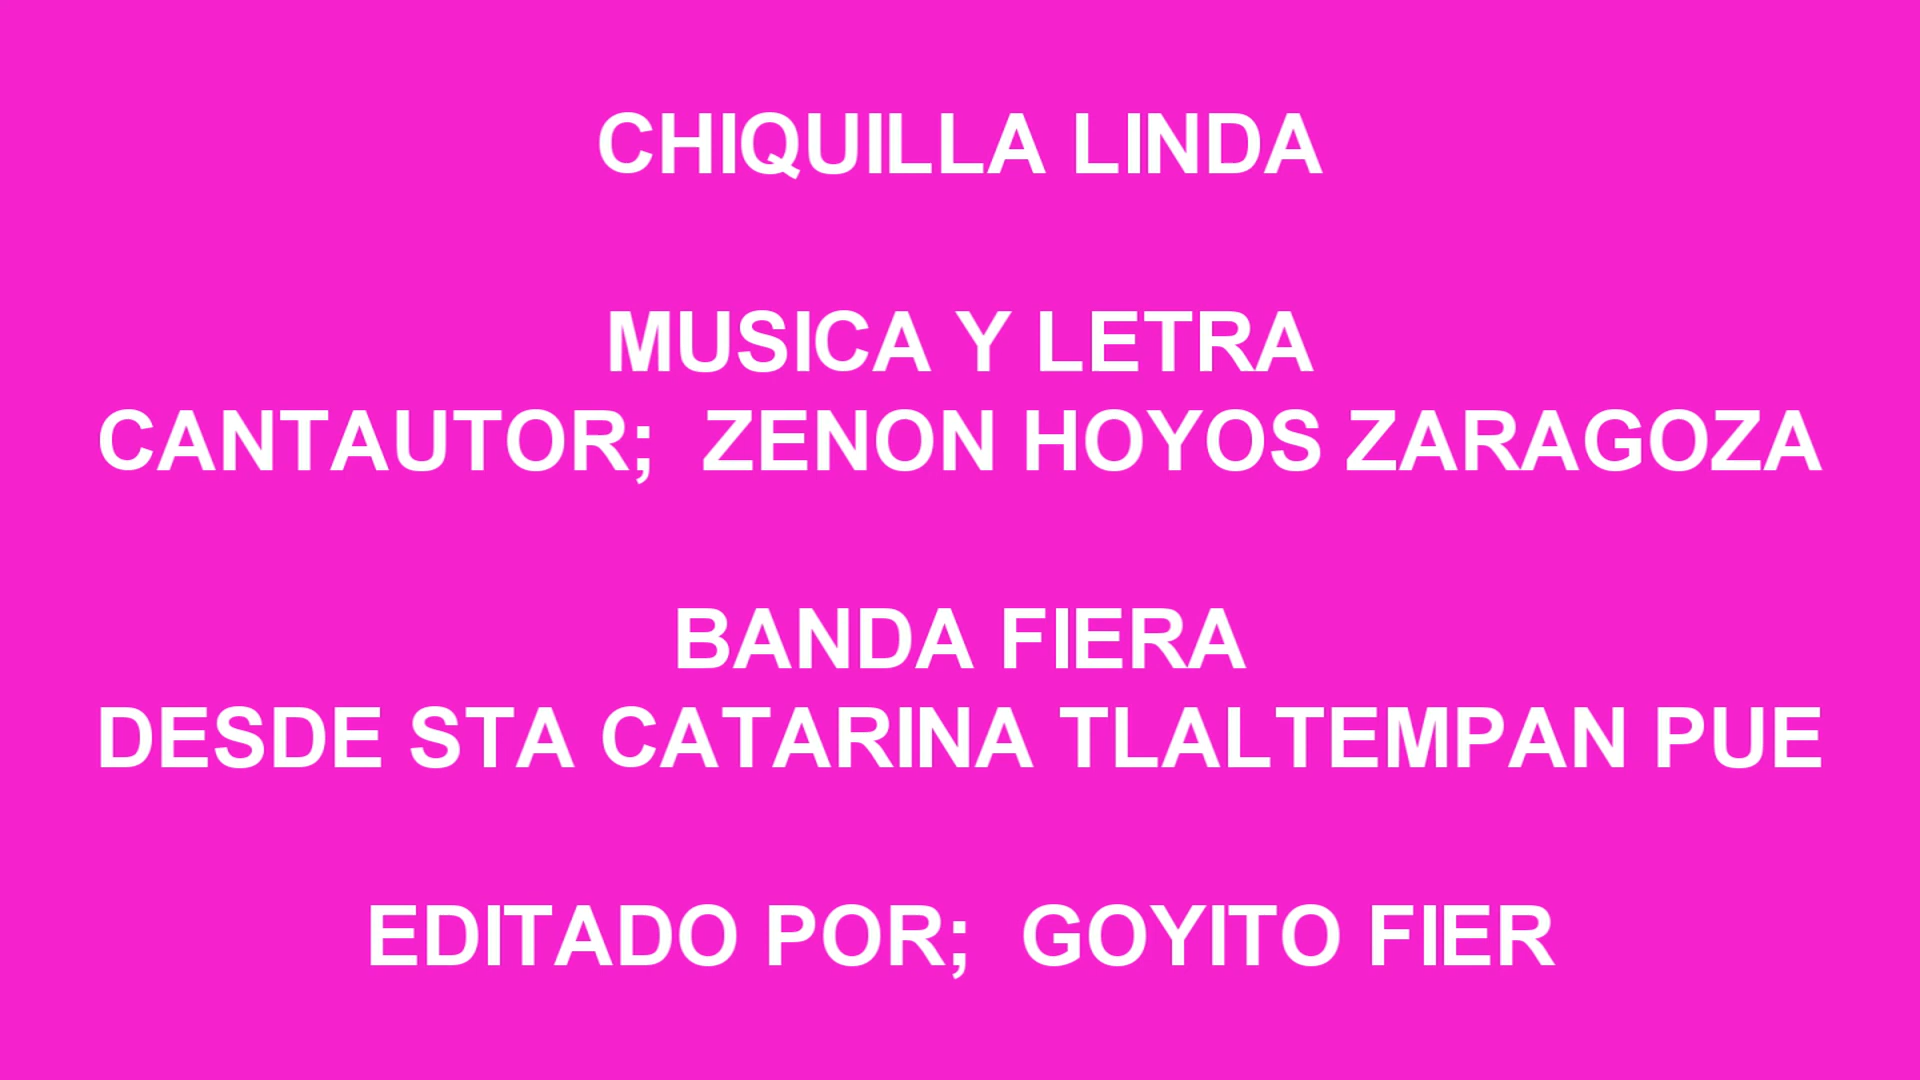 CHIQUILLA LINDA
MUSICA Y LETRA
CANTAUTOR; ZENON HOYOS ZARAGOZA
BANDA FIERA
DESDE STA CATARINA TLALTEMPAN PUE
EDITADO POR; GOYITO FIER